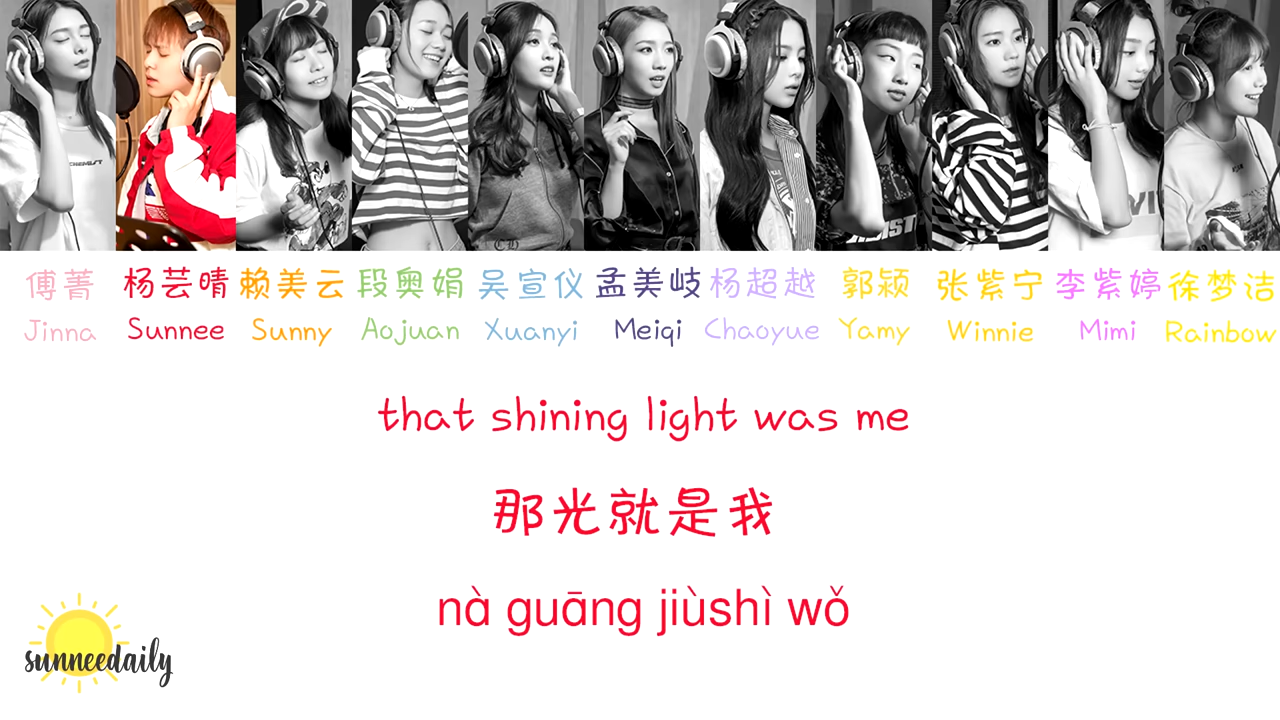 傅菁 杨芸晴 赖美云 段奥娟 吴宣仪 孟美岐 杨超越 郭颖 张紫宁 李紫婷 徐梦洁
Jinna Sunnee Sunny Aojuan Xuanyi Meiqi Chaoyue Yamy Winnie Mimi Rainbow
that shining light was me
那光就是我
nà guāng jiùshì wǒ
sunneedaily